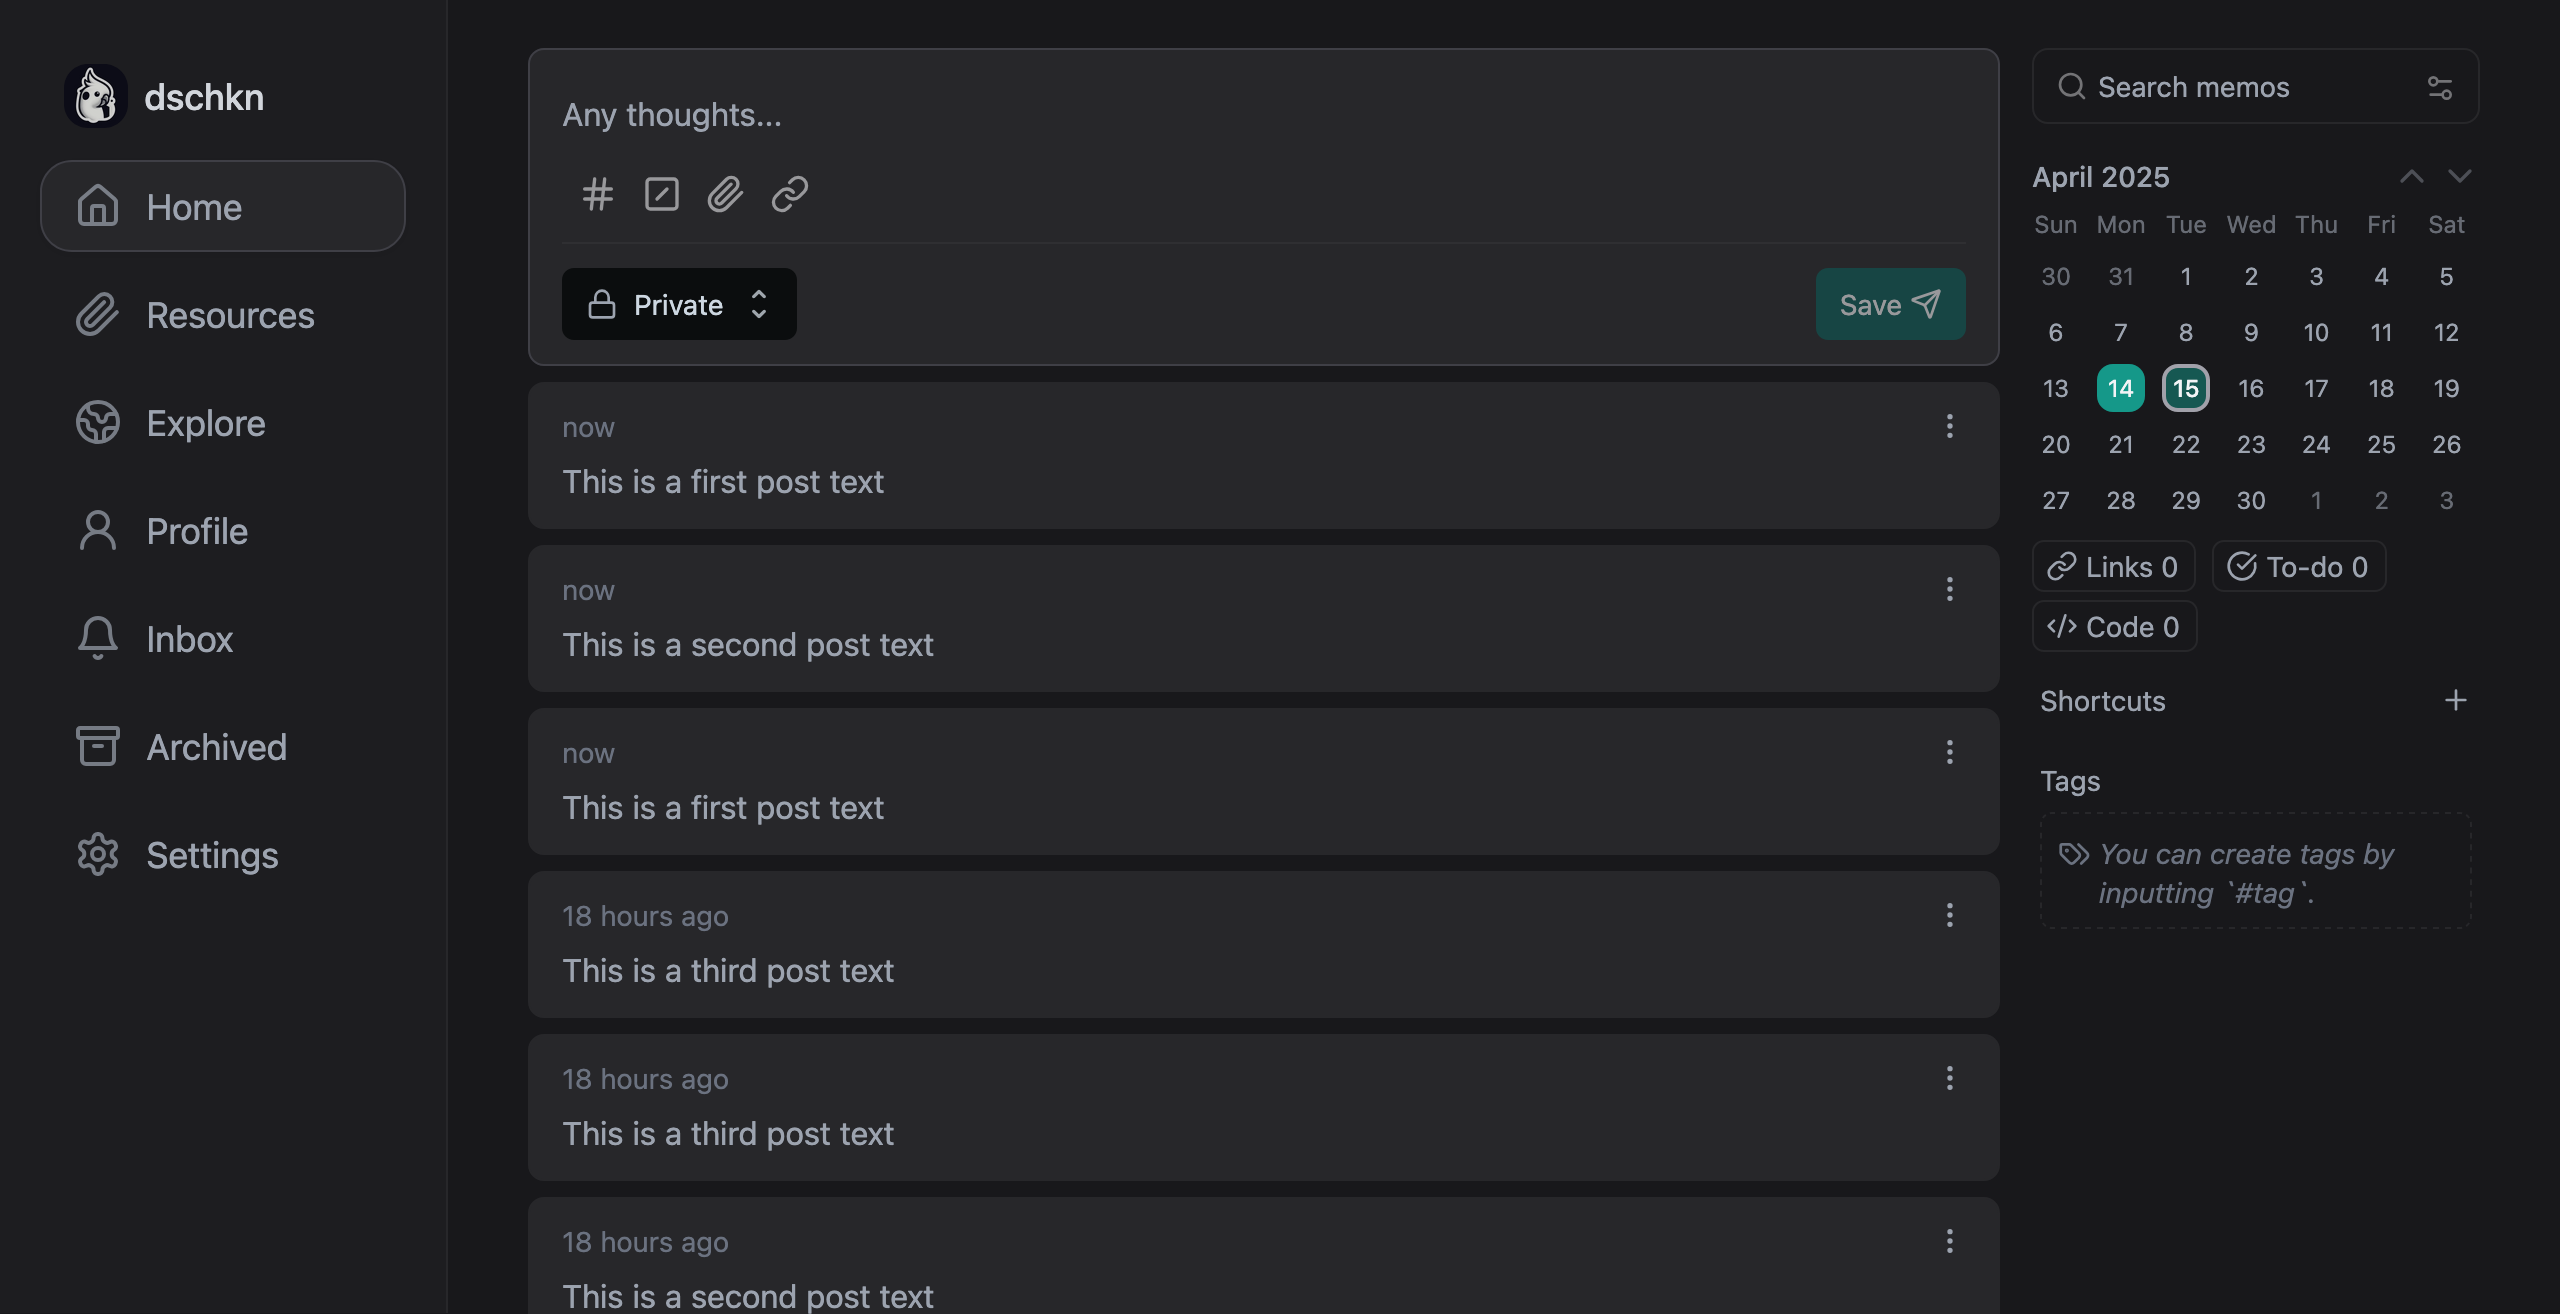 dschkn
Home
Resources
Explore
Profile
Inbox
Archived
Settings
Any thoughts...
Private
Save
now
This is a first post text
now
This is a second post text
now
This is a first post text
18 hours ago
This is a third post text
18 hours ago
This is a third post text
18 hours ago
This is a second post text
Search memos
April 2025
Sun Mon Tue Wed Thu Fri Sat
30 31 1 2 3 4 5
6 7 8 9 10 11 12
13 14 15 16 17 18 19
20 21 22 23 24 25 26
27 28 29 30 1 2 3
Links 0 To-do 0
Code 0
Shortcuts
Tags
You can create tags by
inputting `#tag`.